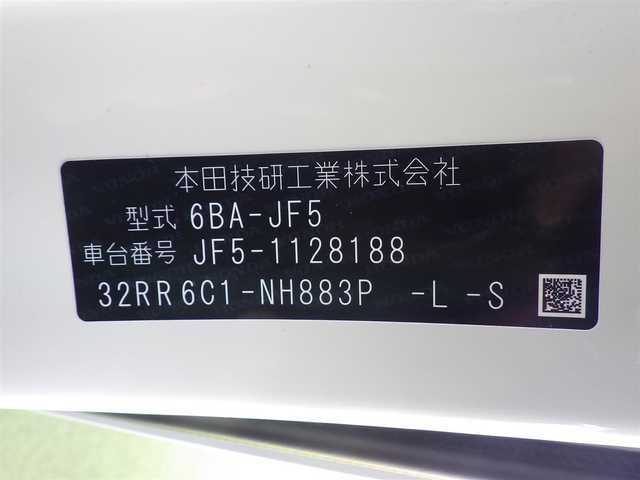 本田技研工業株式会社
型式 6BA-JF5
車台番号 JF5-1128188
32RR6C1-NH883P -L -S